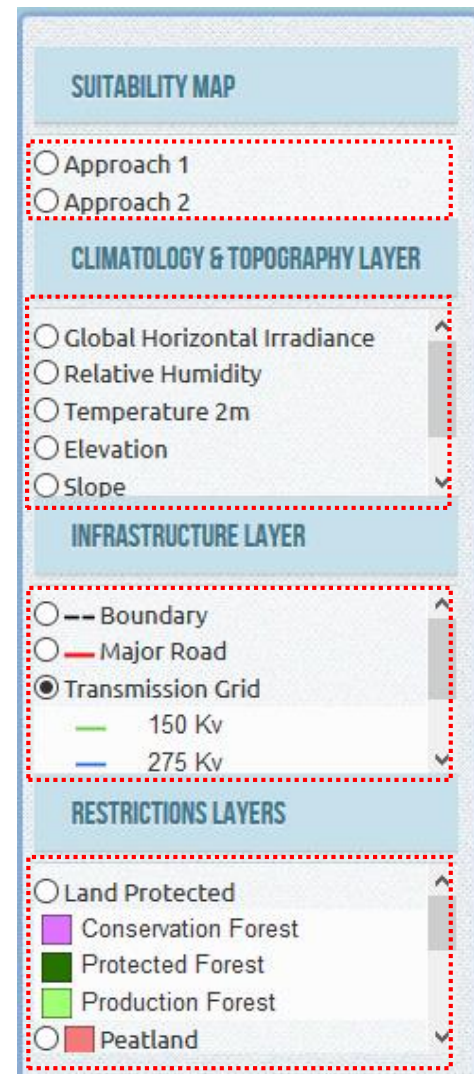 SUITABILITY MAP
Approach 1
Approach 2
CLIMATOLOGY & TOPOGRAPHY LAYER
Global Horizontal Irradiance
Relative Humidity
Temperature 2m
Elevation
Slope
INFRASTRUCTURE LAYER
Boundary
Major Road
Transmission Grid
150 Kv
275 Kv
RESTRICTIONS LAYERS
Land Protected
Conservation Forest
Protected Forest
Production Forest
Peatland